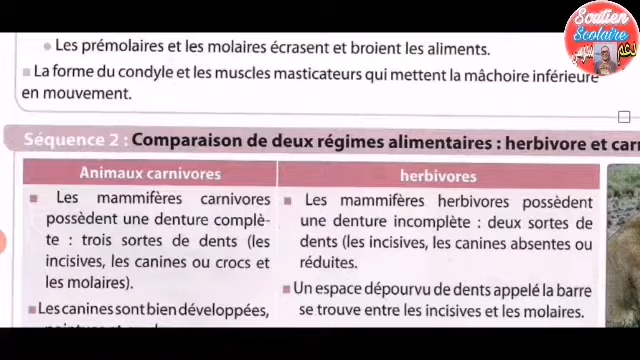 Soutien
Scolaire
Les prémolaires et les molaires écrasent et broient les aliments.
La forme du condyle et les muscles masticateurs qui mettent la mâchoire inférieure
en mouvement.
Séquence 2 : Comparaison de deux régimes alimentaires : herbivore et carn
Animaux carnivores
Les mammifères carnivores
possèdent une denture complè-
te : trois sortes de dents (les
incisives, les canines ou crocs et
les molaires).
Les canines sont bien développées,
herbivores
Les mammifères herbivores possèdent
une denture incomplète : deux sortes de
dents (les incisives, les canines absentes ou
réduites.
Un espace dépourvu de dents appelé la barre
se trouve entre les incisives et les molaires.